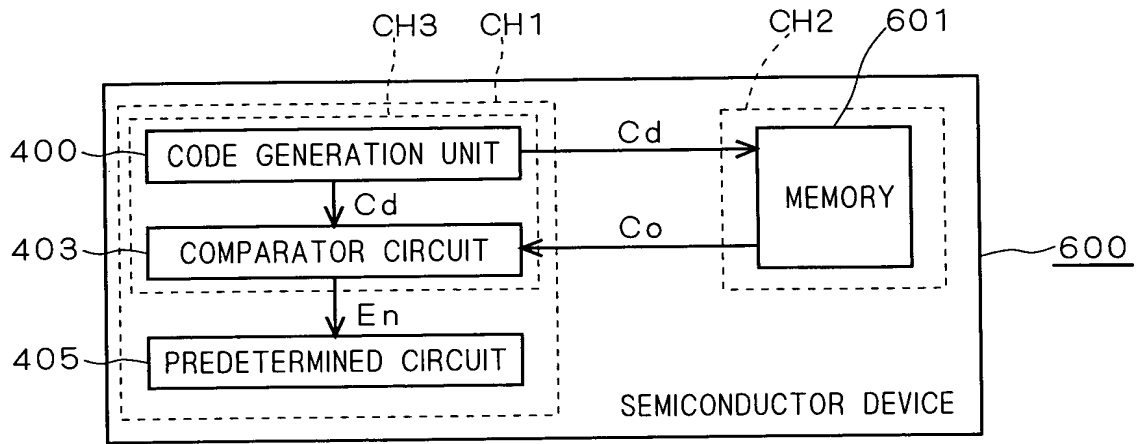 CH3 CH1 CH2 601
400 CODE GENERATION UNIT Cd MEMORY
Cd
403 COMPARATOR CIRCUIT Co 600
En
405 PREDETERMINED CIRCUIT
SEMICONDUCTOR DEVICE